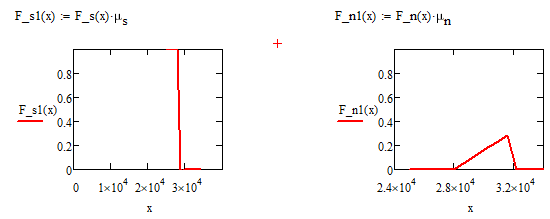 F_s1(x) := F_s(x)·μs
F_n1(x) := F_n(x)·μn
0.8
0.6
F_s1(x) 0.4
0.2
0
0 1×10^4 2×10^4 3×10^4
x
0.8
0.6
F_n1(x) 0.4
0.2
0
2.4×10^4 2.8×10^4 3.2×10^4
x